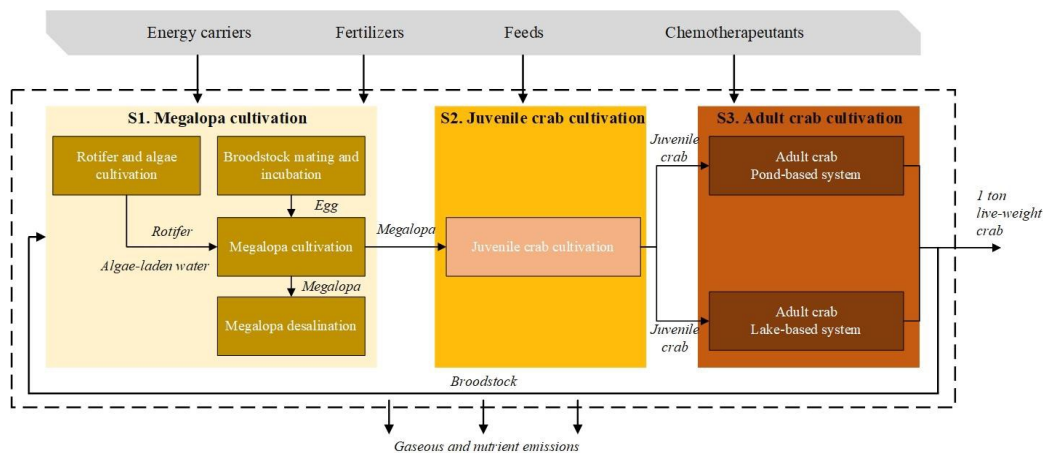 Energy carriers
Fertilizers
Feeds
Chemotherapeutants
S1. Megalopa cultivation
S2. Juvenile crab cultivation
S3. Adult crab cultivation
Rotifer and algae
cultivation
Broodstock mating and
incubation
Egg
Rotifer
Algae-laden water
Megalopa cultivation
Megalopa
Megalopa desalination
Megalopa
Juvenile crab cultivation
Juvenile
crab
Adult crab
Pond-based system
Juvenile
crab
Adult crab
Lake-based system
1 ton
live-weight
crab
Broodstock
Gaseous and nutrient emissions